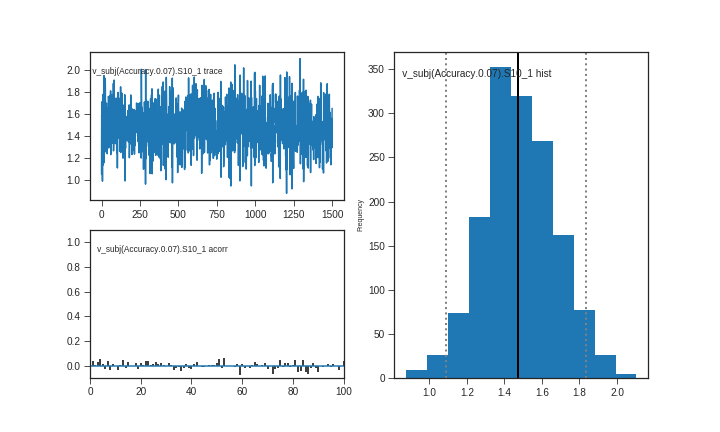 v_subj(Accuracy.0.07).S10_1 trace
2.0
1.8
1.6
1.4
1.2
1.0
0 250 500 750 1000 1250 1500
v_subj(Accuracy.0.07).S10_1 acorr
1.0
0.8
0.6
0.4
0.2
0.0
0 20 40 60 80 100
v_subj(Accuracy.0.07).S10_1 hist
Frequency
350
300
250
200
150
100
50
0
1.0 1.2 1.4 1.6 1.8 2.0